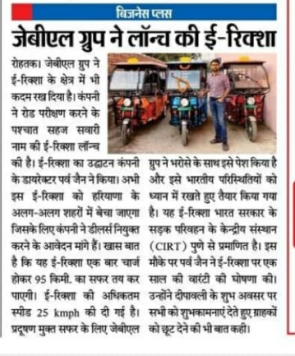 बिजनेस प्लस
जेबीएल ग्रुप ने लॉन्च की ई-रिक्शा
रोहतक। जेबीएल ग्रुप ने
ई-रिक्शा के क्षेत्र में भी
कदम रख दिया है। कंपनी
ने रोड परीक्षण करने के
पश्चात सहज सवारी
नाम की ई-रिक्शा लॉन्च
की है। ई-रिक्शा का उद्घाटन कंपनी
के डायरेक्टर पर्व जैन ने किया। अभी
इस ई-रिक्शा को हरियाणा के
अलग-अलग शहरों में बेचा जाएगा
जिसके लिए कंपनी ने डीलर्स नियुक्त
करने के आवेदन मांगे हैं। खास बात
है कि यह ई-रिक्शा एक बार चार्ज
होकर 95 किमी. का सफर तय कर
पाएगी। ई-रिक्शा की अधिकतम
स्पीड 25 kmph की दी गई है।
प्रदूषण मुक्त सफर के लिए जेबीएल
ग्रुप ने भरोसे के साथ इसे पेश किया है
और इसे भारतीय परिस्थितियों को
ध्यान में रखते हुए तैयार किया गया
है। यह ई-रिक्शा भारत सरकार के
सड़क परिवहन के केन्द्रीय संस्थान
(CIRT) पुणे से प्रमाणित है। इस
मौके पर पर्व जैन ने ई-रिक्शा पर एक
साल की वारंटी की घोषणा की।
उन्होंने दीपावली के शुभ अवसर पर
सभी को शुभकामनाएं देते हुए ग्राहकों
को छूट देने की भी बात कही।